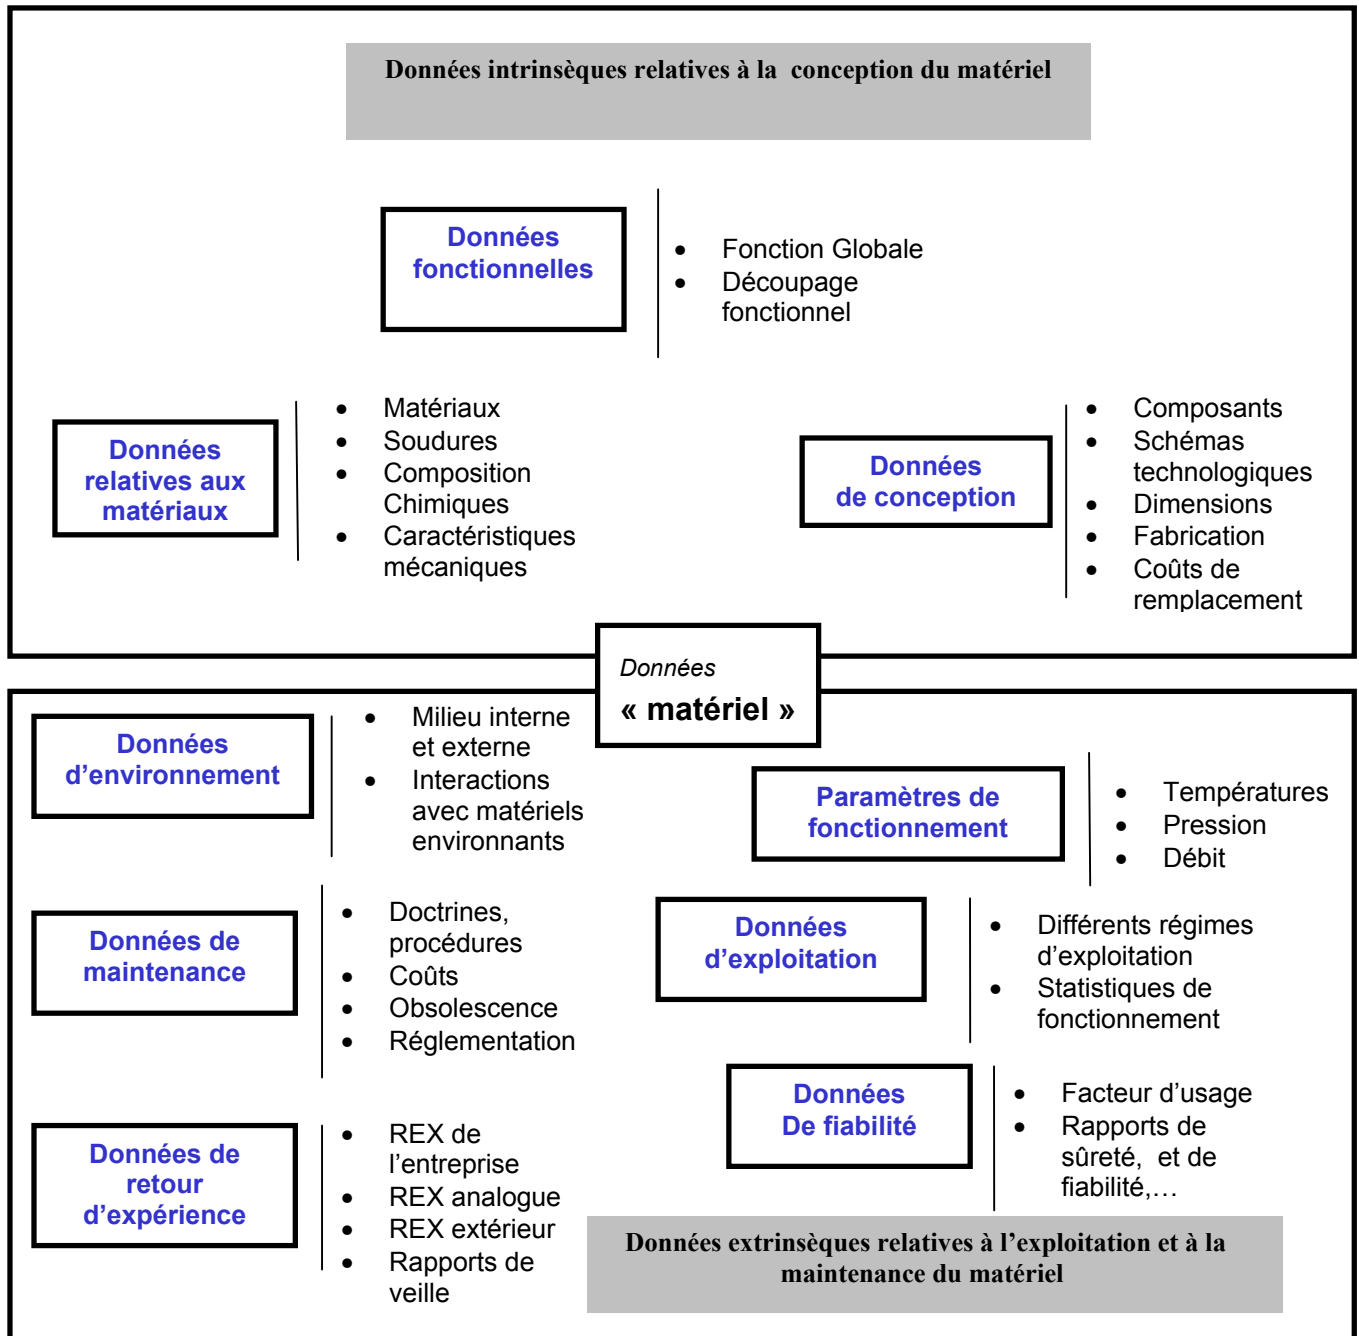 Données intrinsèques relatives à la conception du matériel
Données
fonctionnelles
• Fonction Globale
• Découpage
fonctionnel
Données
relatives aux
matériaux
• Matériaux
• Soudures
• Composition
Chimiques
• Caractéristiques
mécaniques
Données
de conception
• Composants
• Schémas
technologiques
• Dimensions
• Fabrication
• Coûts de
remplacement
Données
« matériel »
Données
d'environnement
• Milieu interne
et externe
• Interactions
avec matériels
environnants
Paramètres de
fonctionnement
• Températures
• Pression
• Débit
Données de
maintenance
• Doctrines,
procédures
• Coûts
• Obsolescence
• Réglementation
Données
d'exploitation
• Différents régimes
d'exploitation
• Statistiques de
fonctionnement
Données
De fiabilité
• Facteur d'usage
• Rapports de
sûreté, et de
fiabilité,…
Données de
retour
d'expérience
• REX de
l'entreprise
• REX analogue
• REX extérieur
• Rapports de
veille
Données extrinsèques relatives à l'exploitation et à la
maintenance du matériel